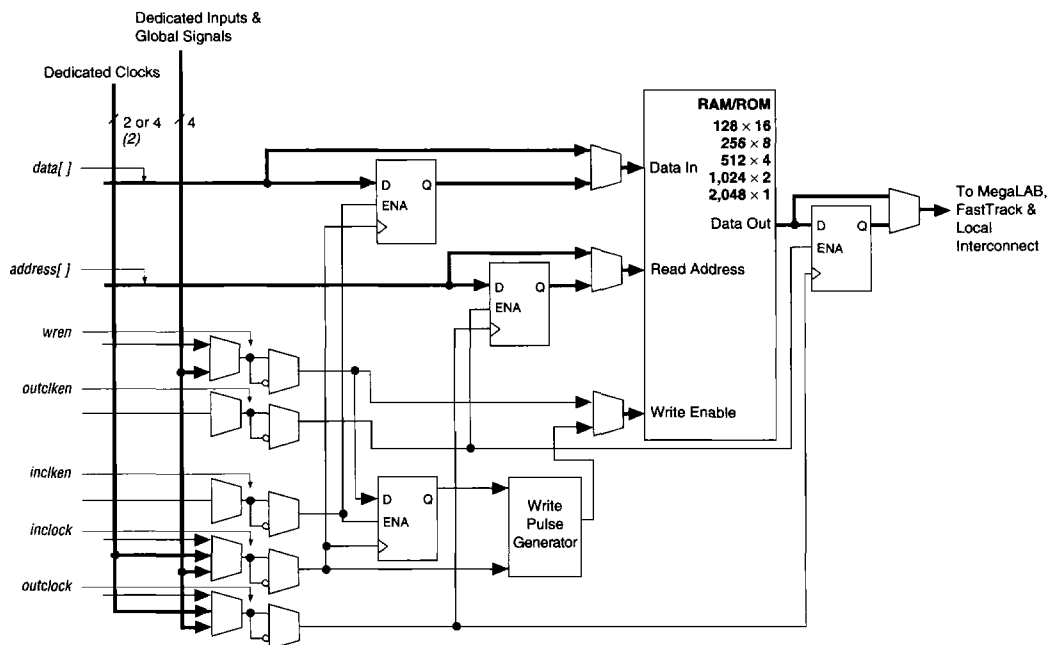 Dedicated Inputs &
Global Signals
Dedicated Clocks
2 or 4
4
(2)
RAM/ROM
128 × 16
256 × 8
512 × 4
1,024 × 2
2,048 × 1
data[ ]
D Q
ENA
Data In
Data Out
D Q
ENA
To MegaLAB,
FastTrack &
Local
Interconnect
address[ ]
D Q
ENA
Read Address
wren
outclken
Write Enable
inclken
D Q
ENA
Write
Pulse
Generator
inclock
outclock